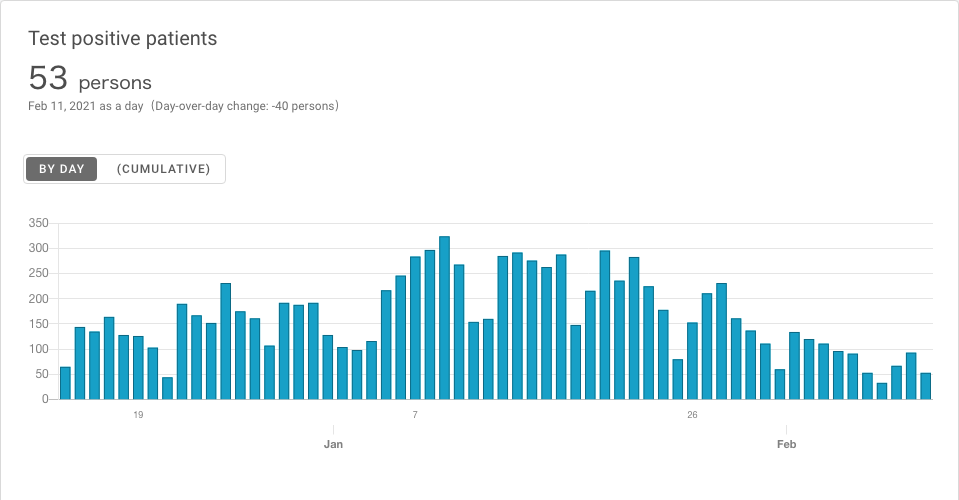 Test positive patients
53 persons
Feb 11, 2021 as a day（Day-over-day change: -40 persons）
BY DAY (CUMULATIVE)
350
300
250
200
150
100
50
0
19 7 26
Jan Feb